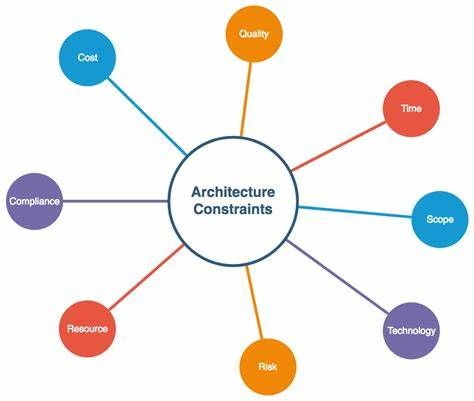 Quality
Cost
Time
Architecture
Constraints
Compliance
Scope
Resource
Technology
Risk